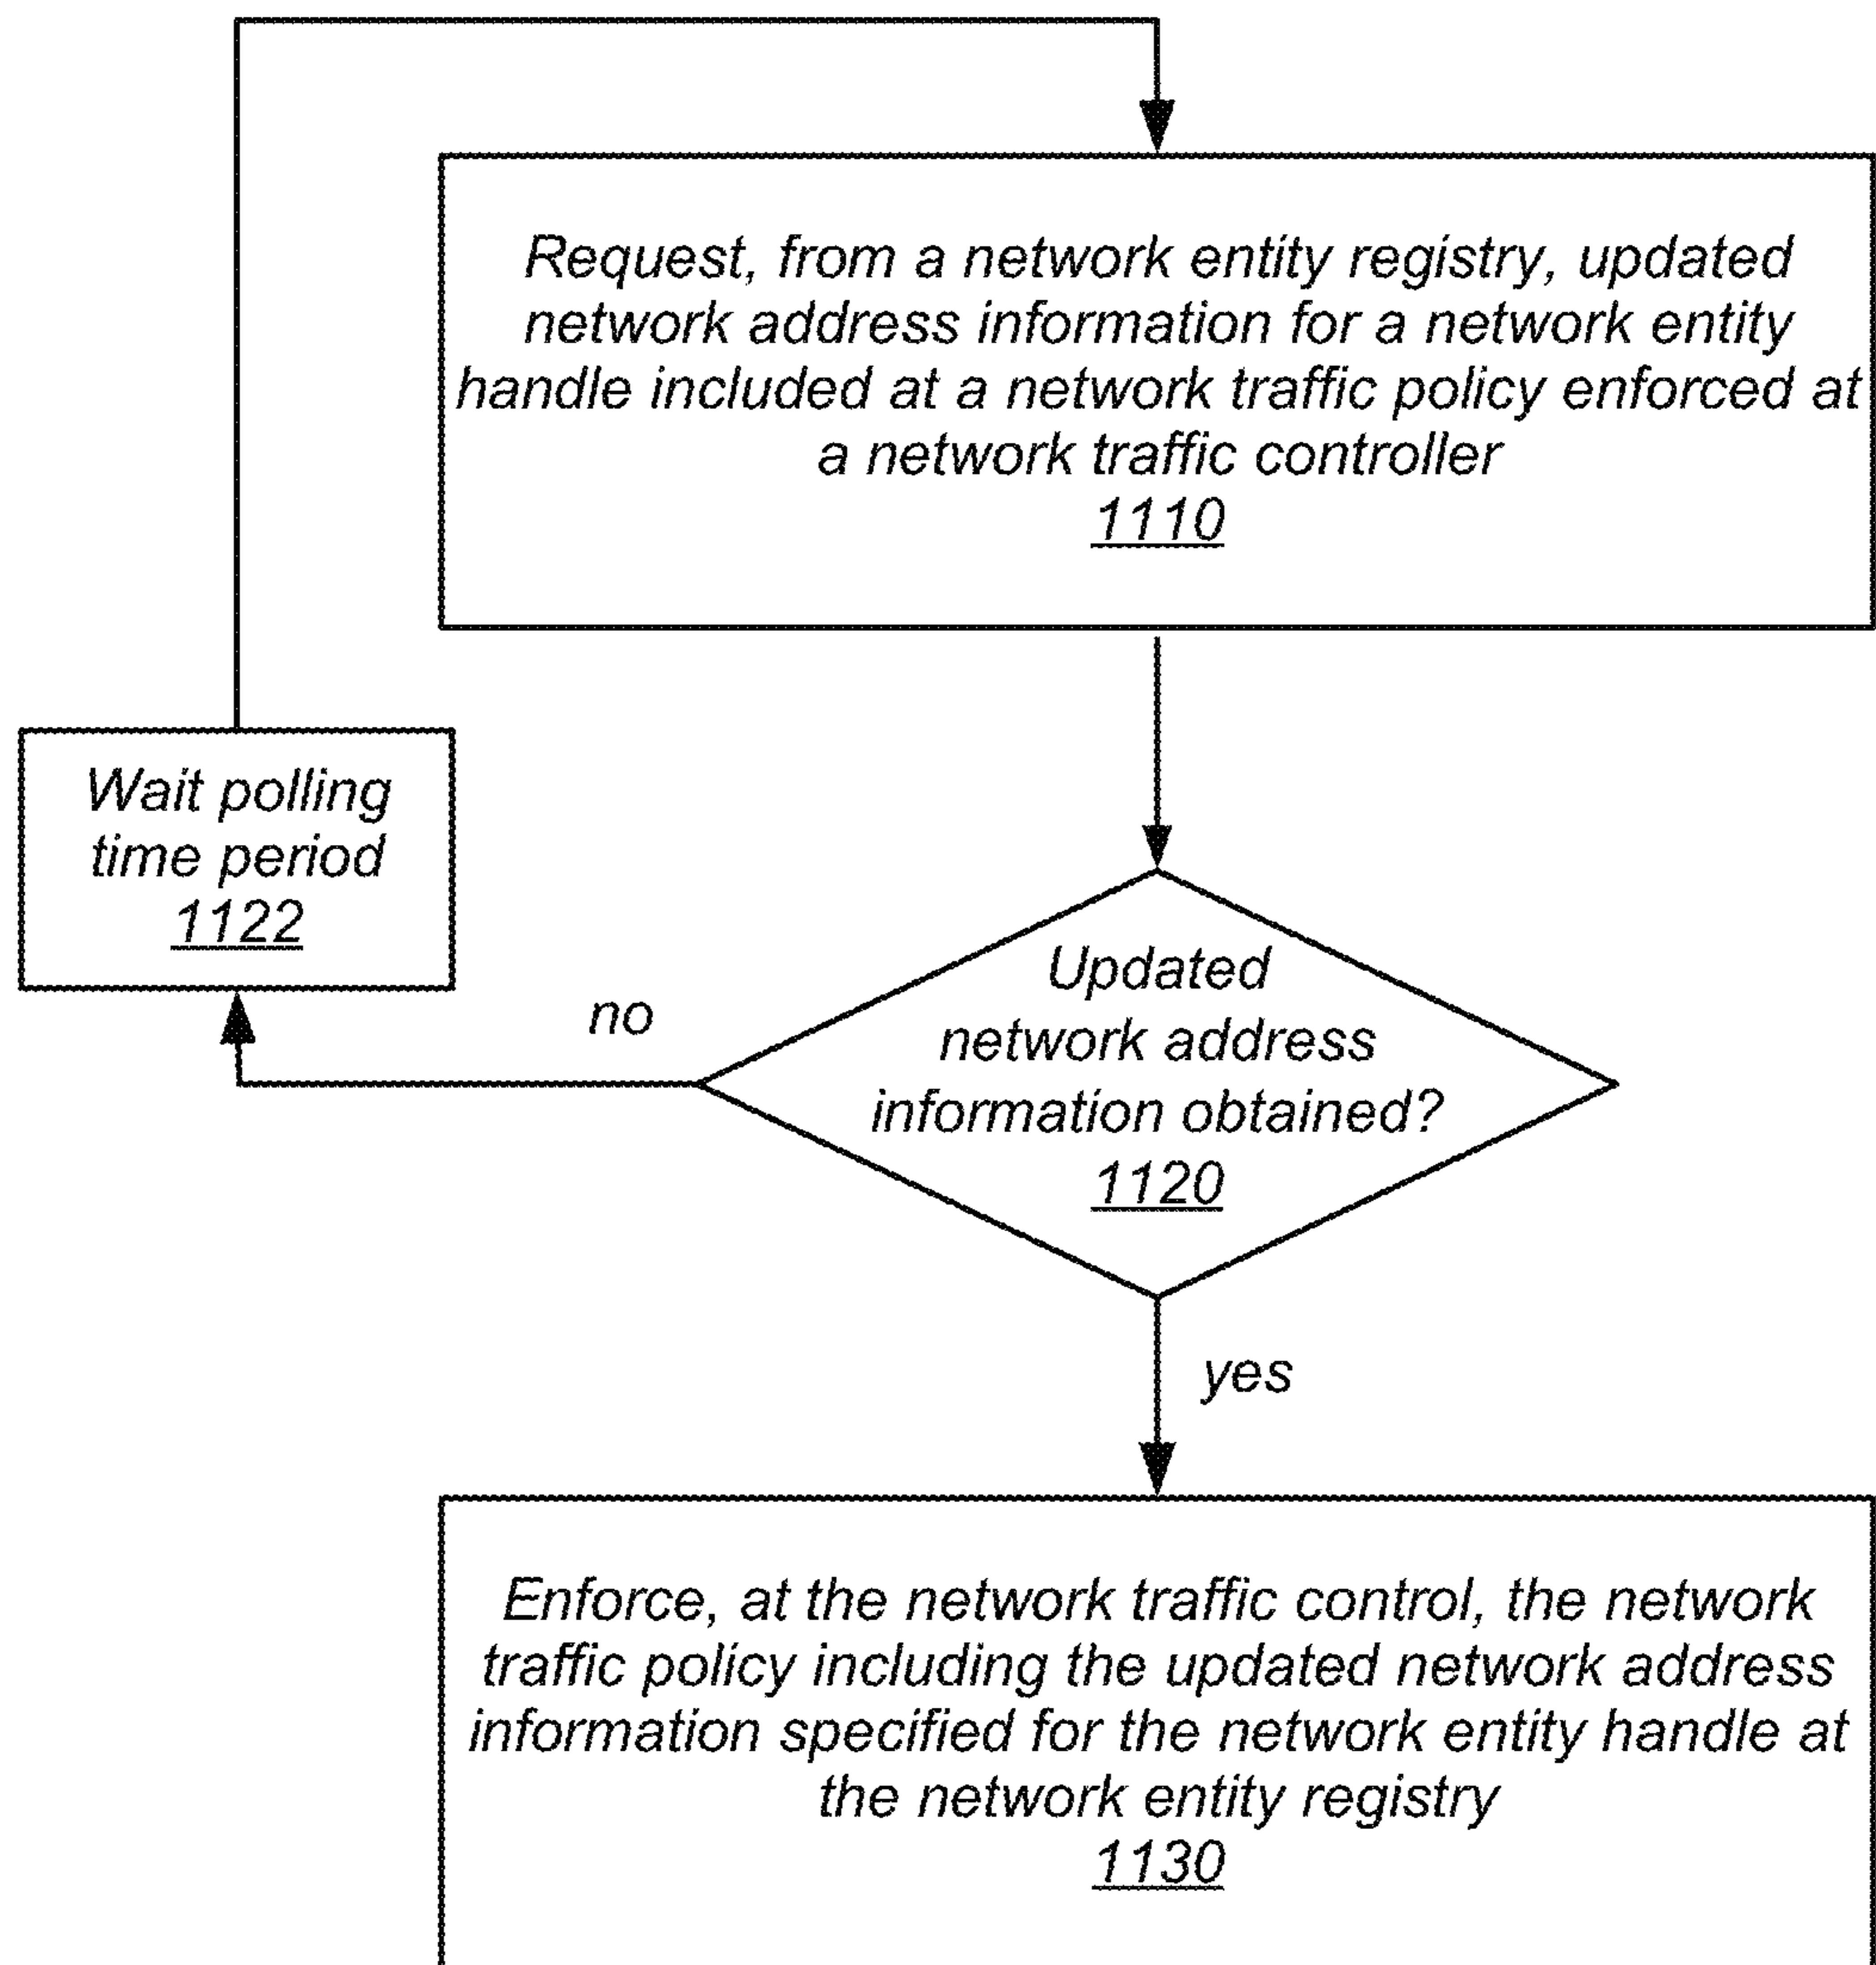 Request, from a network entity registry, updated
network address information for a network entity
handle included at a network traffic policy enforced at
a network traffic controller
1110
Wait polling
time period
1122
no
Updated
network address
information obtained?
1120
yes
Enforce, at the network traffic control, the network
traffic policy including the updated network address
information specified for the network entity handle at
the network entity registry
1130